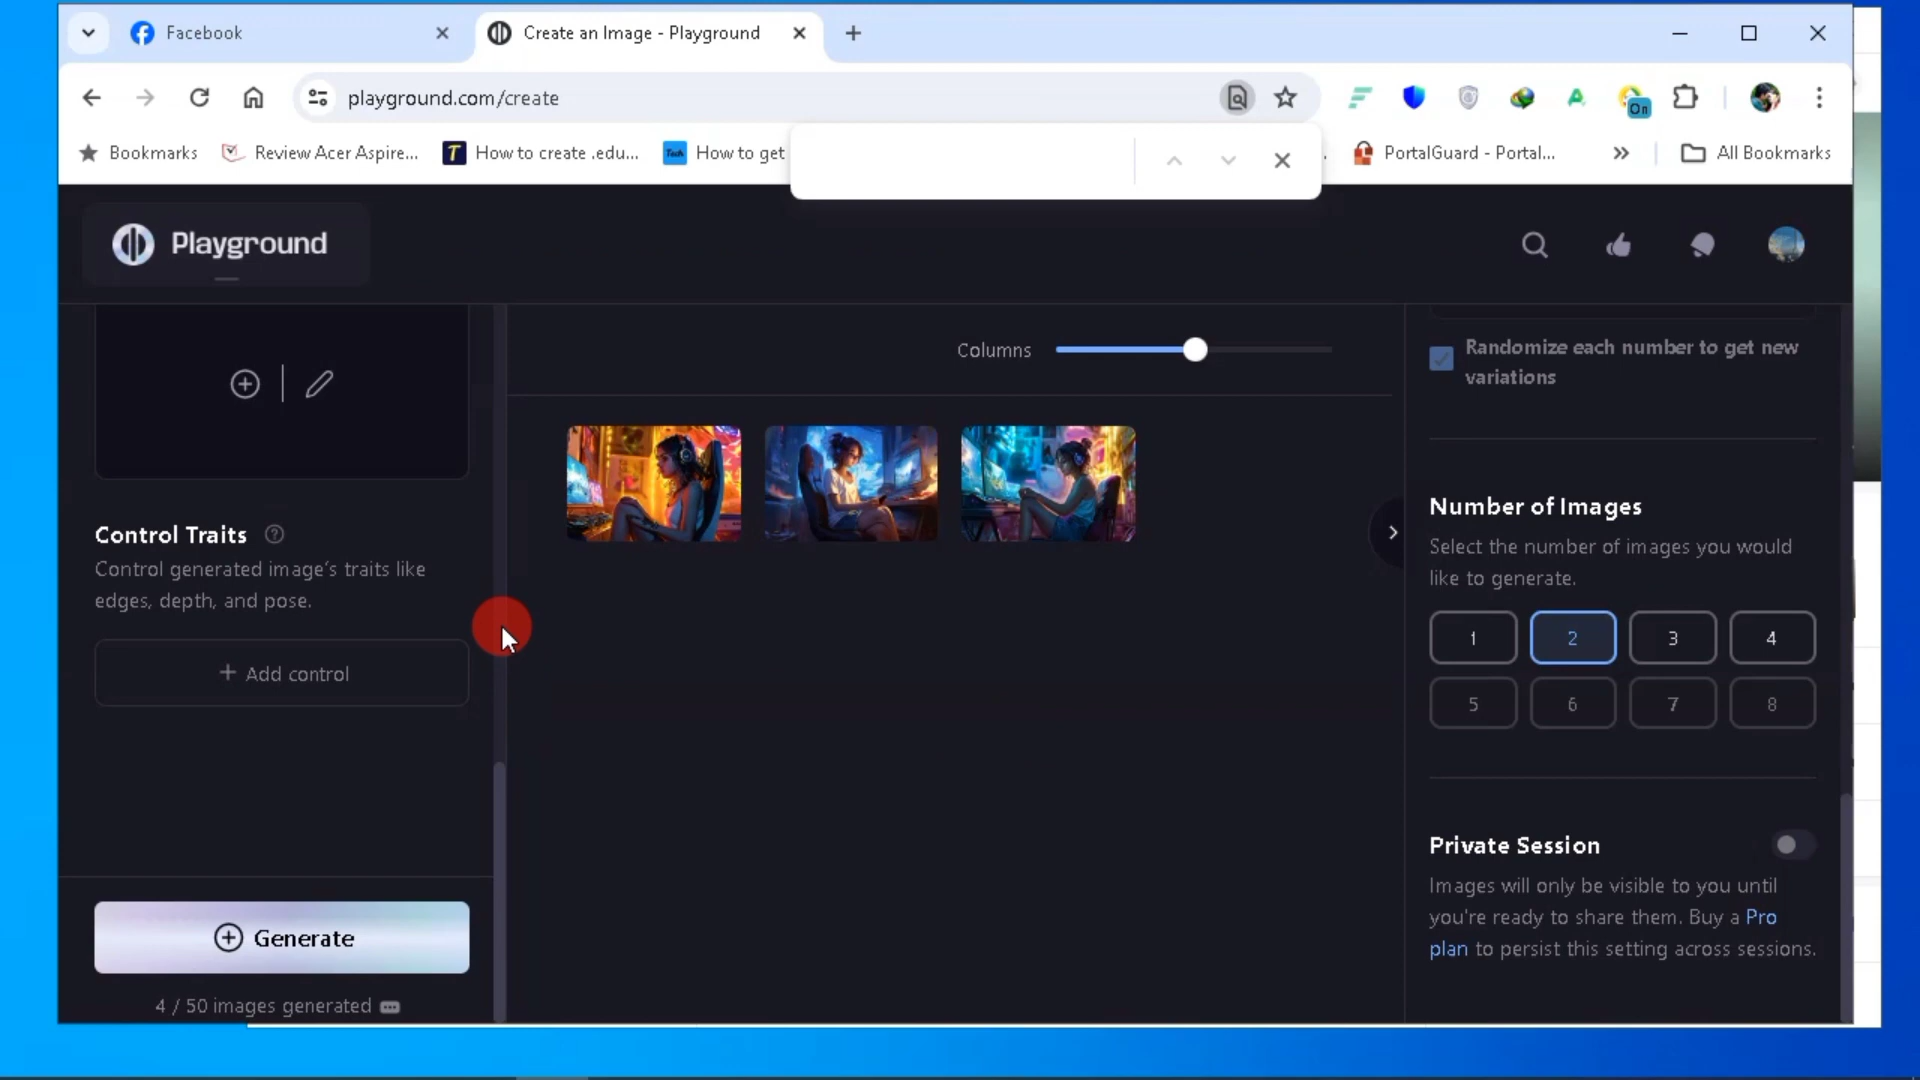 Facebook
Create an Image - Playground
playground.com/create
On
Bookmarks
Review Acer Aspire...
T
How to create .edu...
Tech
How to get
PortalGuard - Portal...
All Bookmarks
Playground
Columns
Randomize each number to get new
variations
Control Traits
Control generated image's traits like
edges, depth, and pose.
+ Add control
Number of Images
Select the number of images you would
like to generate.
1 2 3 4
5 6 7 8
Private Session
Images will only be visible to you until
you're ready to share them. Buy a Pro
plan to persist this setting across sessions.
Generate
4 / 50 images generated